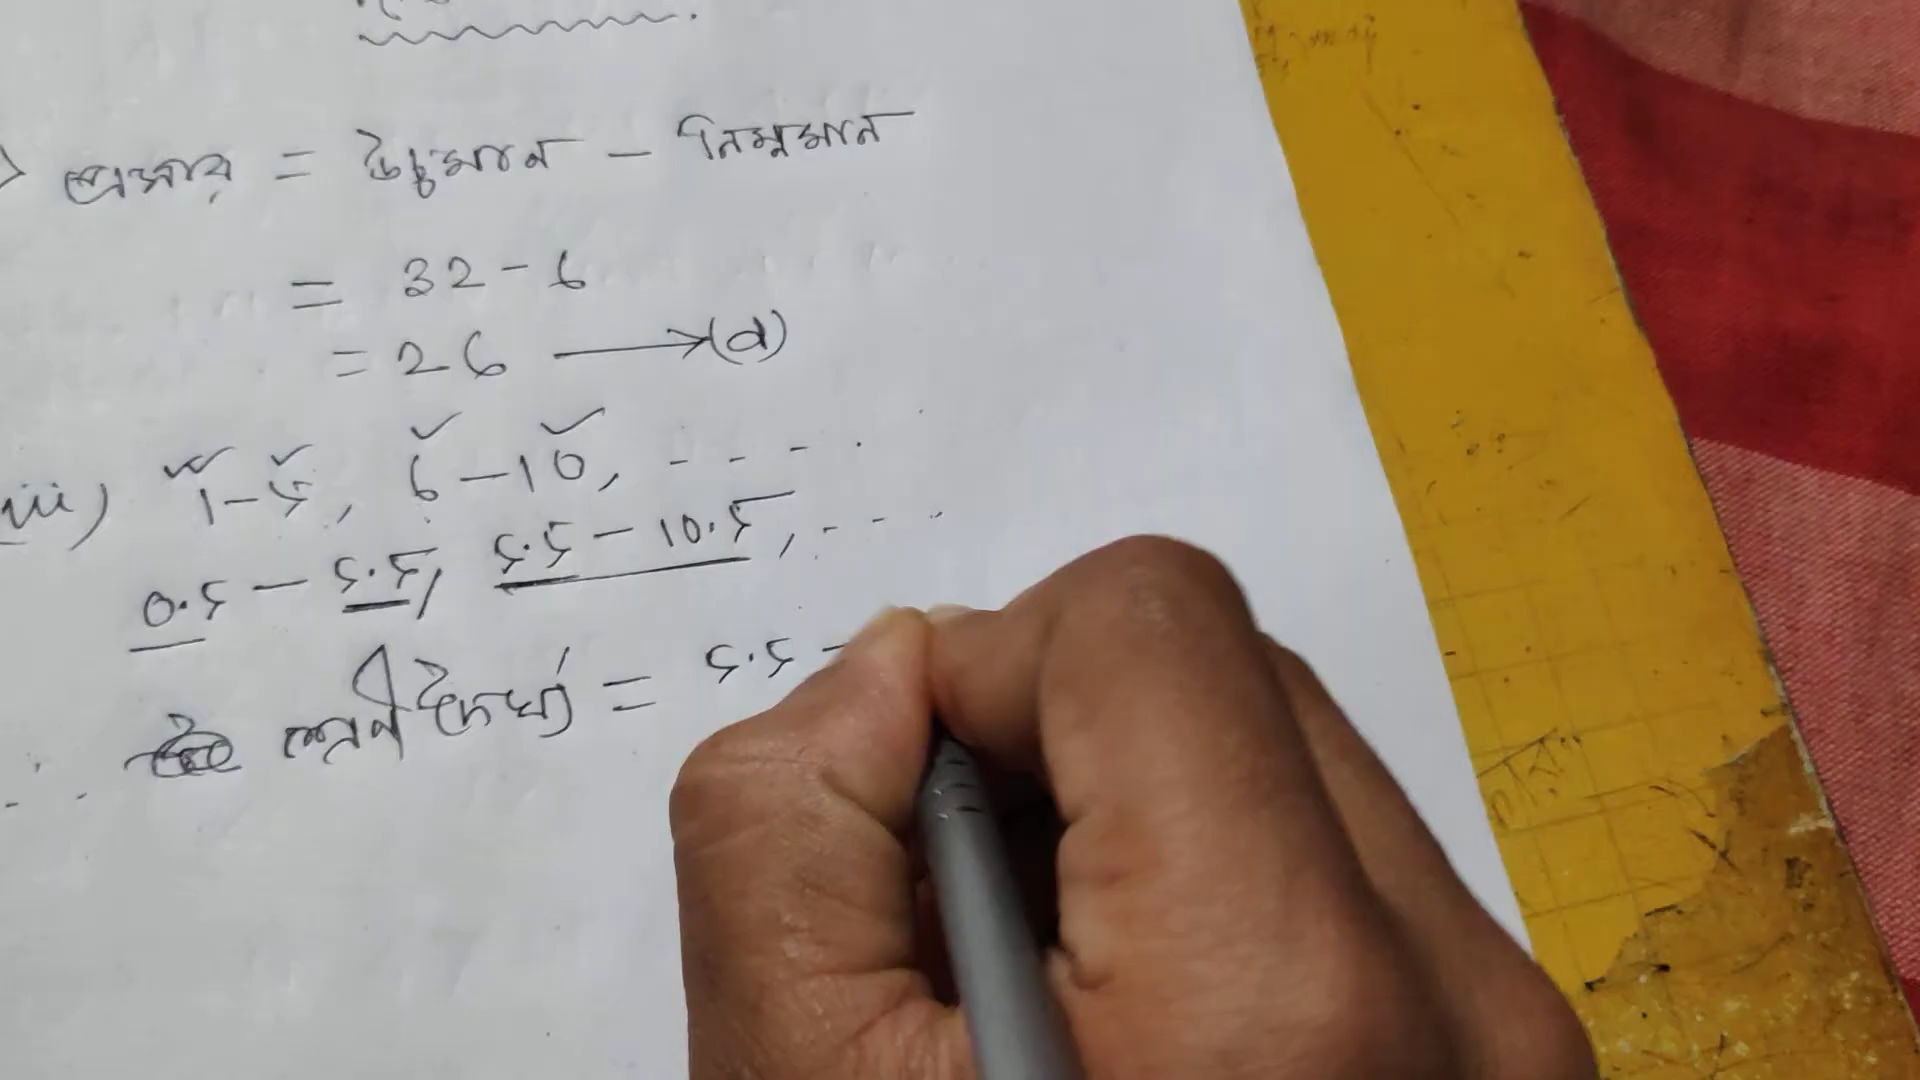 প্রসার = উচ্চমান - নিম্নমান
= 32 - 6
= 26 ⟶ (d)
iii) 1-5, 6-10, - - - -
0.5 - 5.5, 5.5 - 10.5, - - -
শ্রেণী দৈর্ঘ্য = 5.5 -